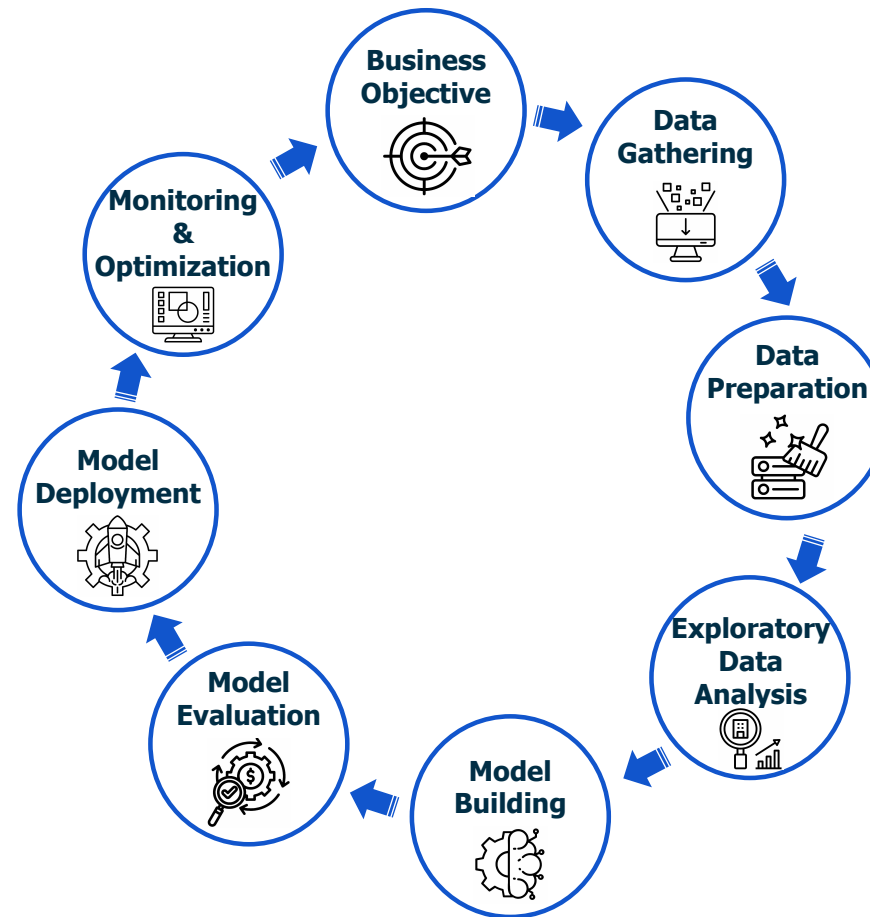 Business
Objective
Data
Gathering
Data
Preparation
Exploratory
Data
Analysis
Model
Building
Model
Evaluation
$
Model
Deployment
Monitoring
&
Optimization